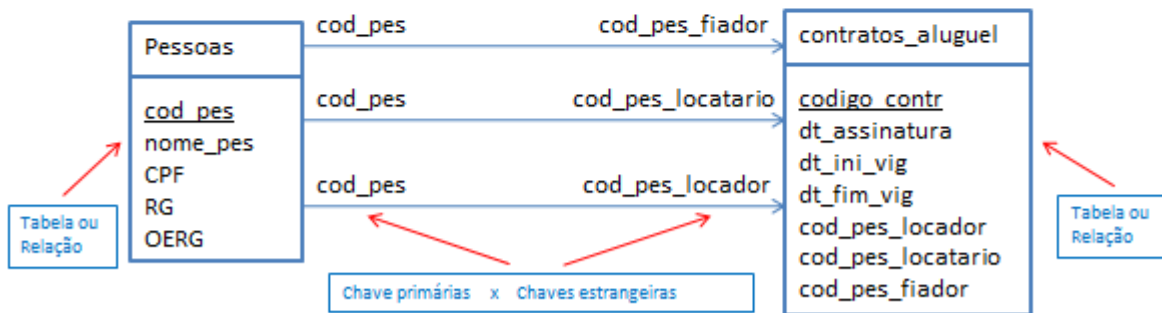 cod_pes
cod_pes_fiador
Pessoas
contratos_aluguel
cod_pes
cod_pes_locatario
cod_pes
nome_pes
CPF
RG
OERG
codigo_contr
dt_assinatura
dt_ini_vig
dt_fim_vig
cod_pes_locador
cod_pes_locatario
cod_pes_fiador
cod_pes
cod_pes_locador
Tabela ou
Relação
Tabela ou
Relação
Chave primárias x Chaves estrangeiras